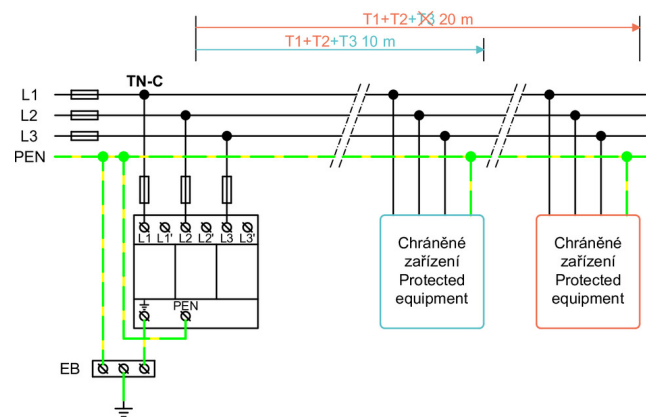 T1+T2+T3 20 m
T1+T2+T3 10 m
TN-C
L1
L2
L3
PEN
L1 L1' L2 L2' L3 L3'
PEN
EB
Chráněné
zařízení
Protected
equipment
Chráněné
zařízení
Protected
equipment